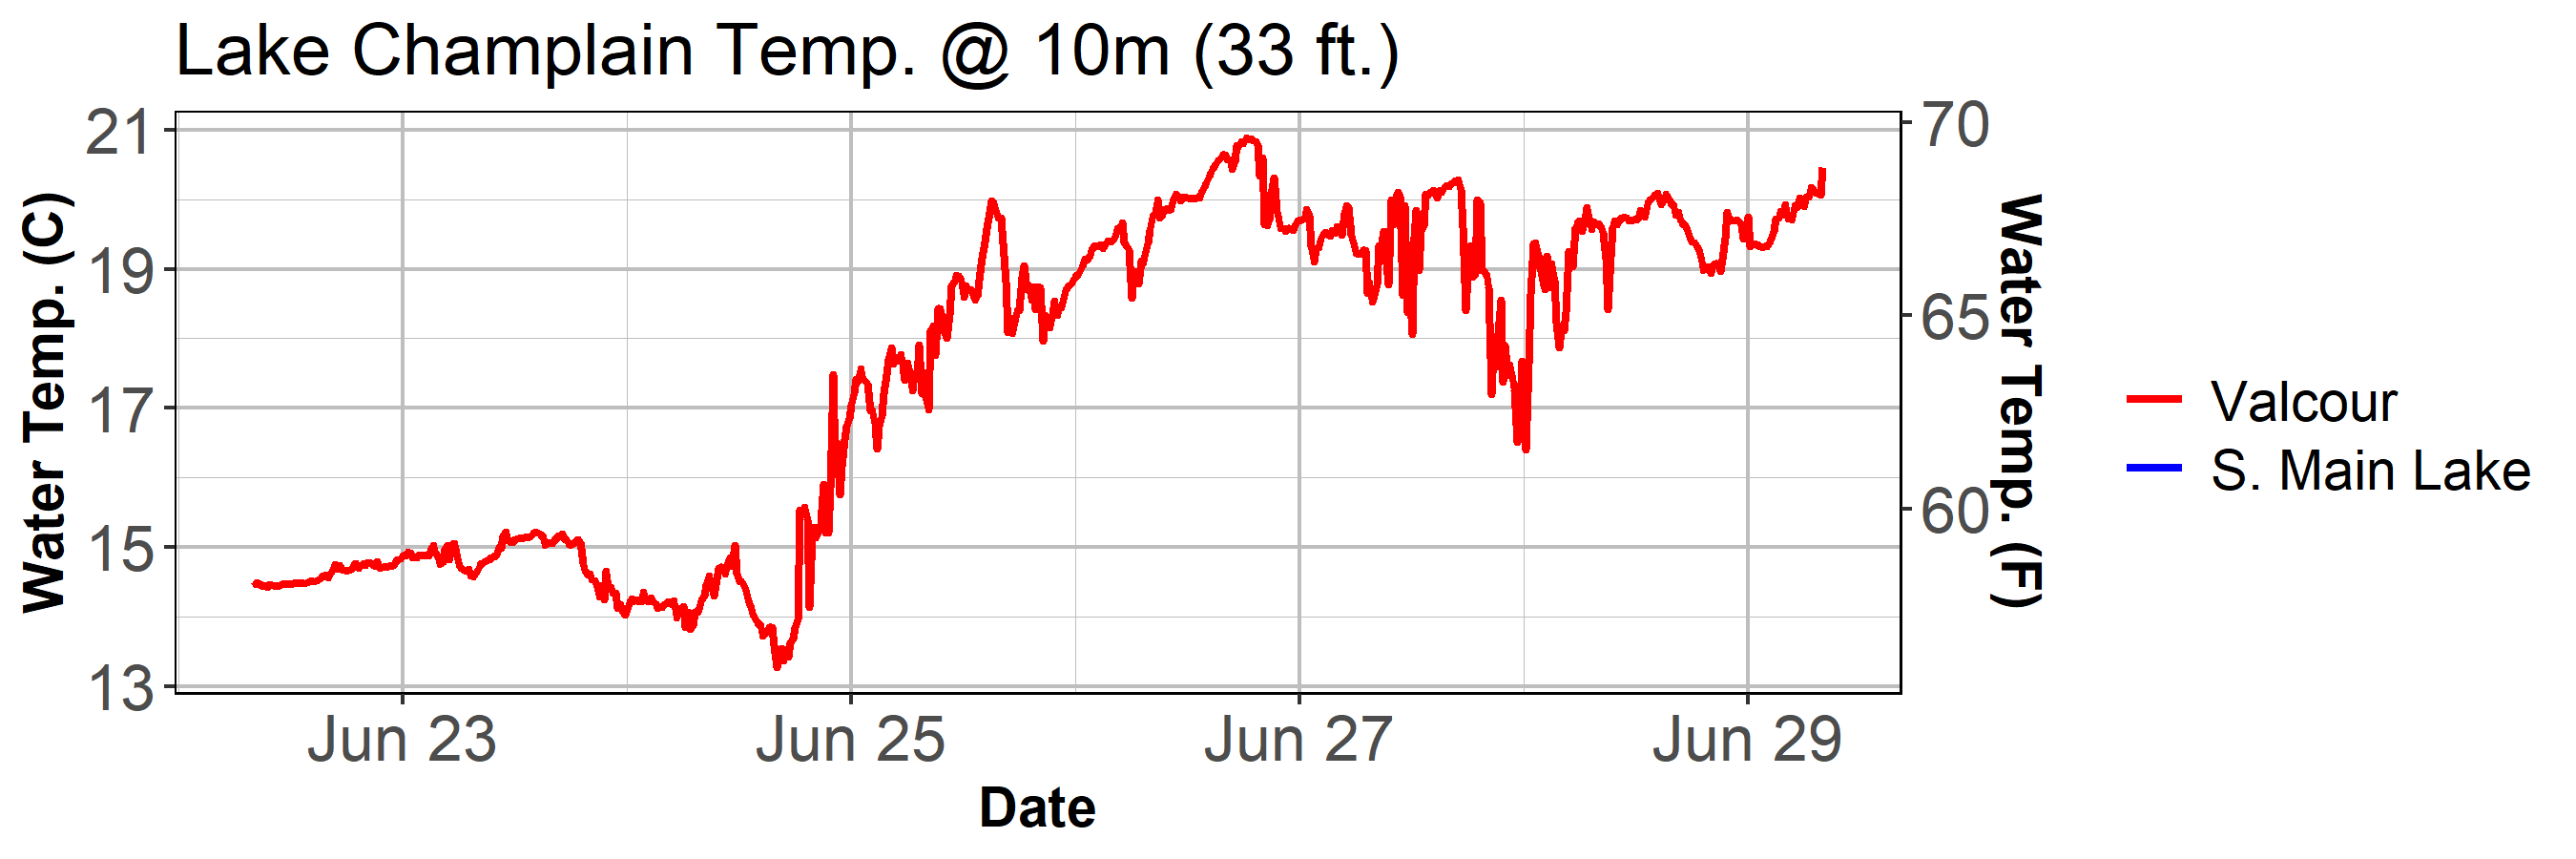 Lake Champlain Temp. @ 10m (33 ft.)
Water Temp. (C)
21
19
17
15
13
70
65
60
Water Temp. (F)
Jun 23
Jun 25
Jun 27
Jun 29
Date
Valcour
S. Main Lake